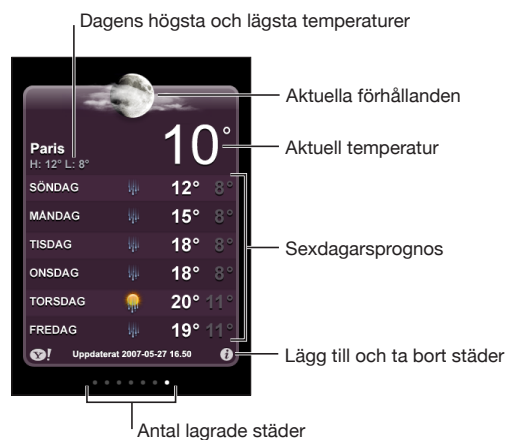 Dagens högsta och lägsta temperaturer
Aktuella förhållanden
10°
Aktuell temperatur
Paris
H: 12° L: 8°
SÖNDAG 12° 8°
MÅNDAG 15° 8°
TISDAG 18° 8°
ONSDAG 18° 8°
TORSDAG 20° 11°
FREDAG 19° 11°
Sexdagarsprognos
Y! Uppdaterat 2007-05-27 16.50 i
Lägg till och ta bort städer
Antal lagrade städer